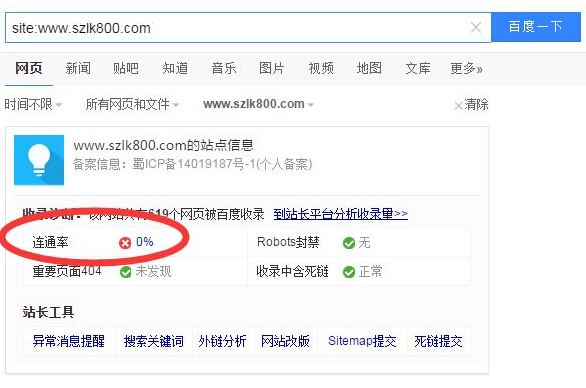 site:www.szlk800.com
百度一下
网页 新闻 贴吧 知道 音乐 图片 视频 地图 文库 更多»
时间不限 所有网页和文件 www.szlk800.com 清除
www.szlk800.com的站点信息
备案信息：蜀ICP备14019187号-1(个人备案)
收录诊断：该网站共有619个网页被百度收录 到站长平台分析收录量>>
连通率 0% Robots封禁 无
重要页面404 未发现 收录中含死链 正常
站长工具
异常消息提醒 搜索关键词 外链分析 网站改版 Sitemap提交 死链提交